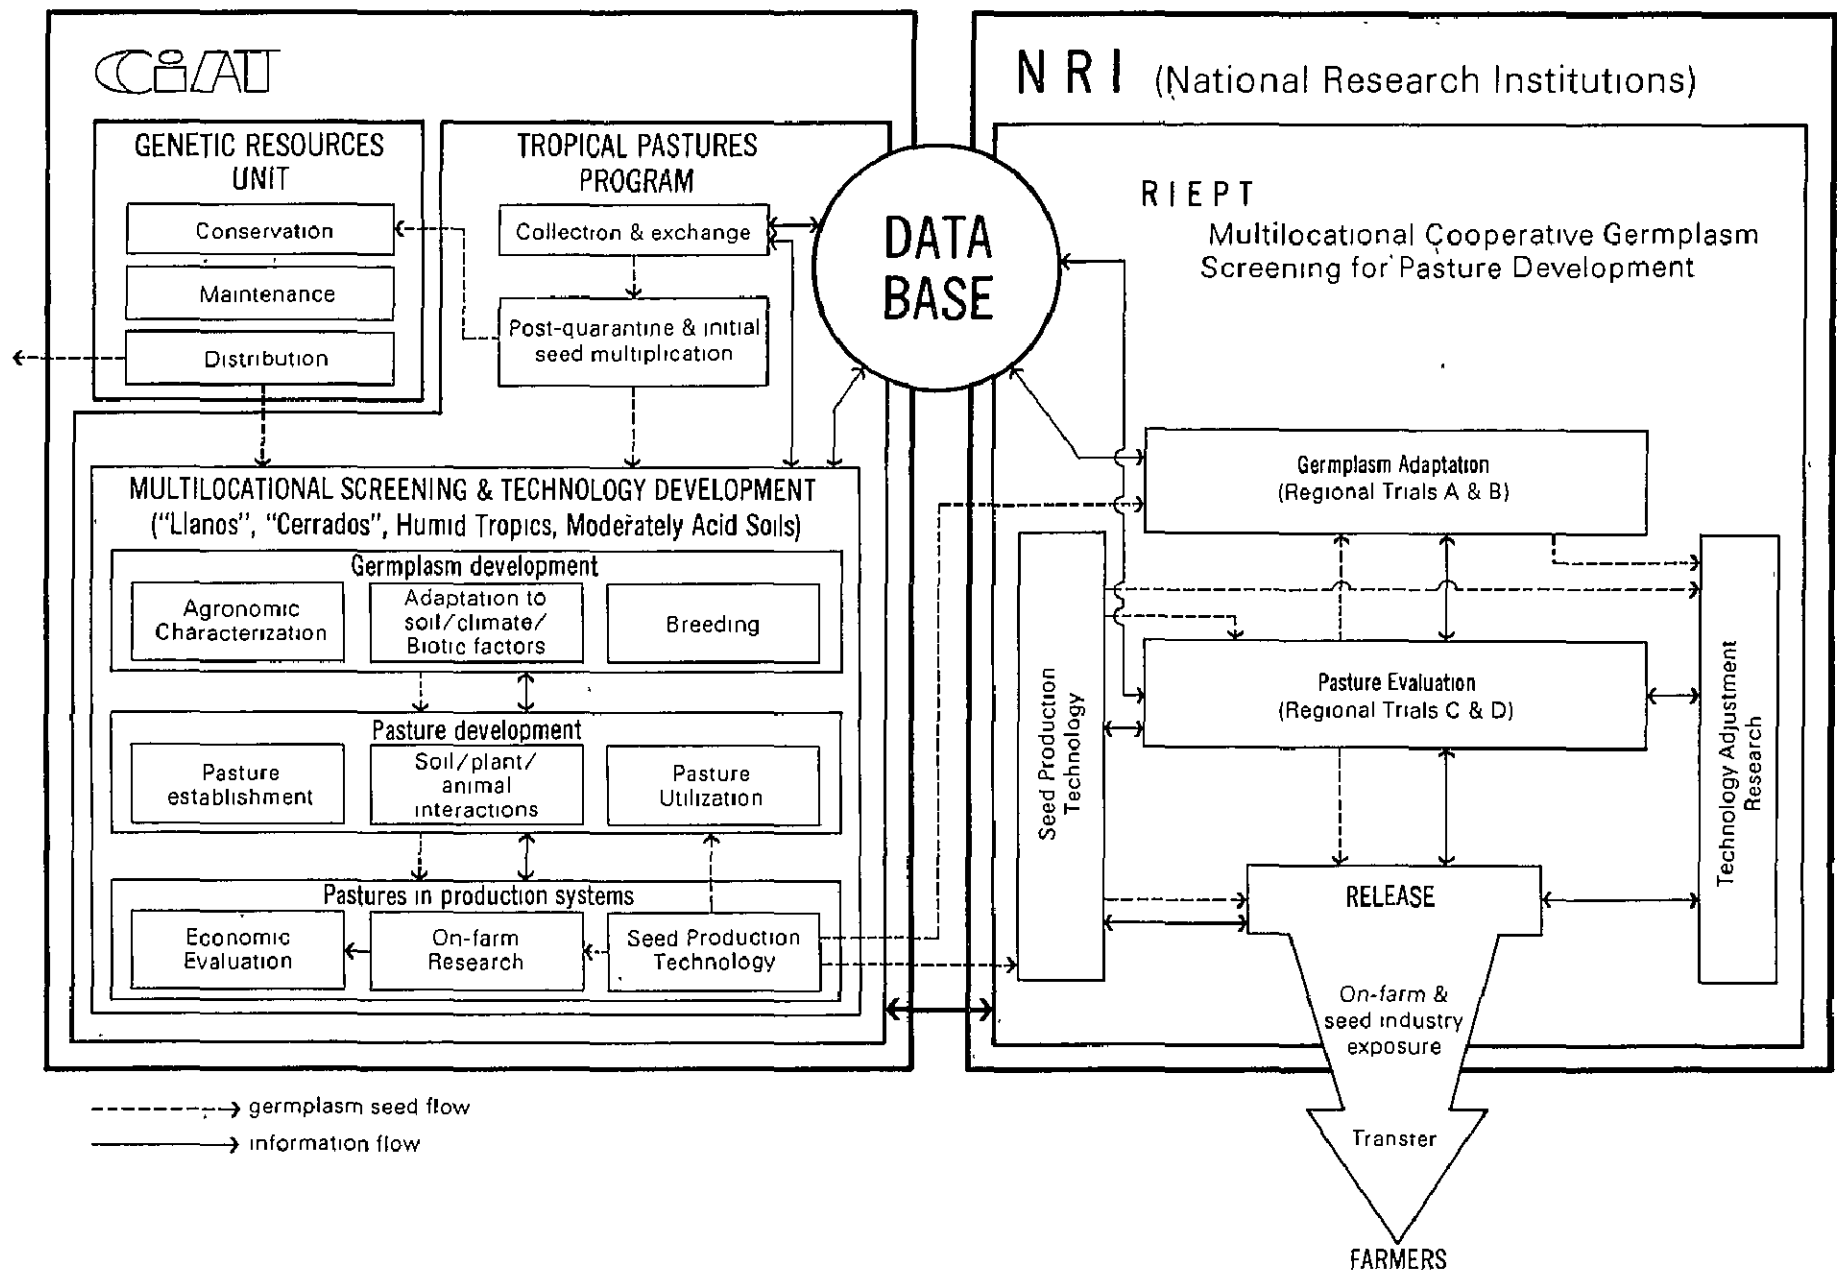 CIAT
NRI (National Research Institutions)
GENETIC RESOURCES
UNIT
Conservation
Maintenance
Distribution
TROPICAL PASTURES
PROGRAM
Collection & exchange
Post-quarantine & initial
seed multiplication
DATA
BASE
RIEPT
Multilocational Cooperative Germplasm
Screening for Pasture Development
MULTILOCATIONAL SCREENING & TECHNOLOGY DEVELOPMENT
("Llanos", "Cerrados", Humid Tropics, Moderately Acid Soils)
Germplasm development
Agronomic
Characterization
Adaptation to
soil/climate/
Biotic factors
Breeding
Pasture development
Pasture
establishment
Soil/plant/
animal
interactions
Pasture
Utilization
Pastures in production systems
Economic
Evaluation
On-farm
Research
Seed Production
Technology
Germplasm Adaptation
(Regional Trials A & B)
Seed Production
Technology
Pasture Evaluation
(Regional Trials C & D)
Technology Adjustment
Research
RELEASE
On-farm &
seed industry
exposure
Transfer
FARMERS
germplasm seed flow
information flow